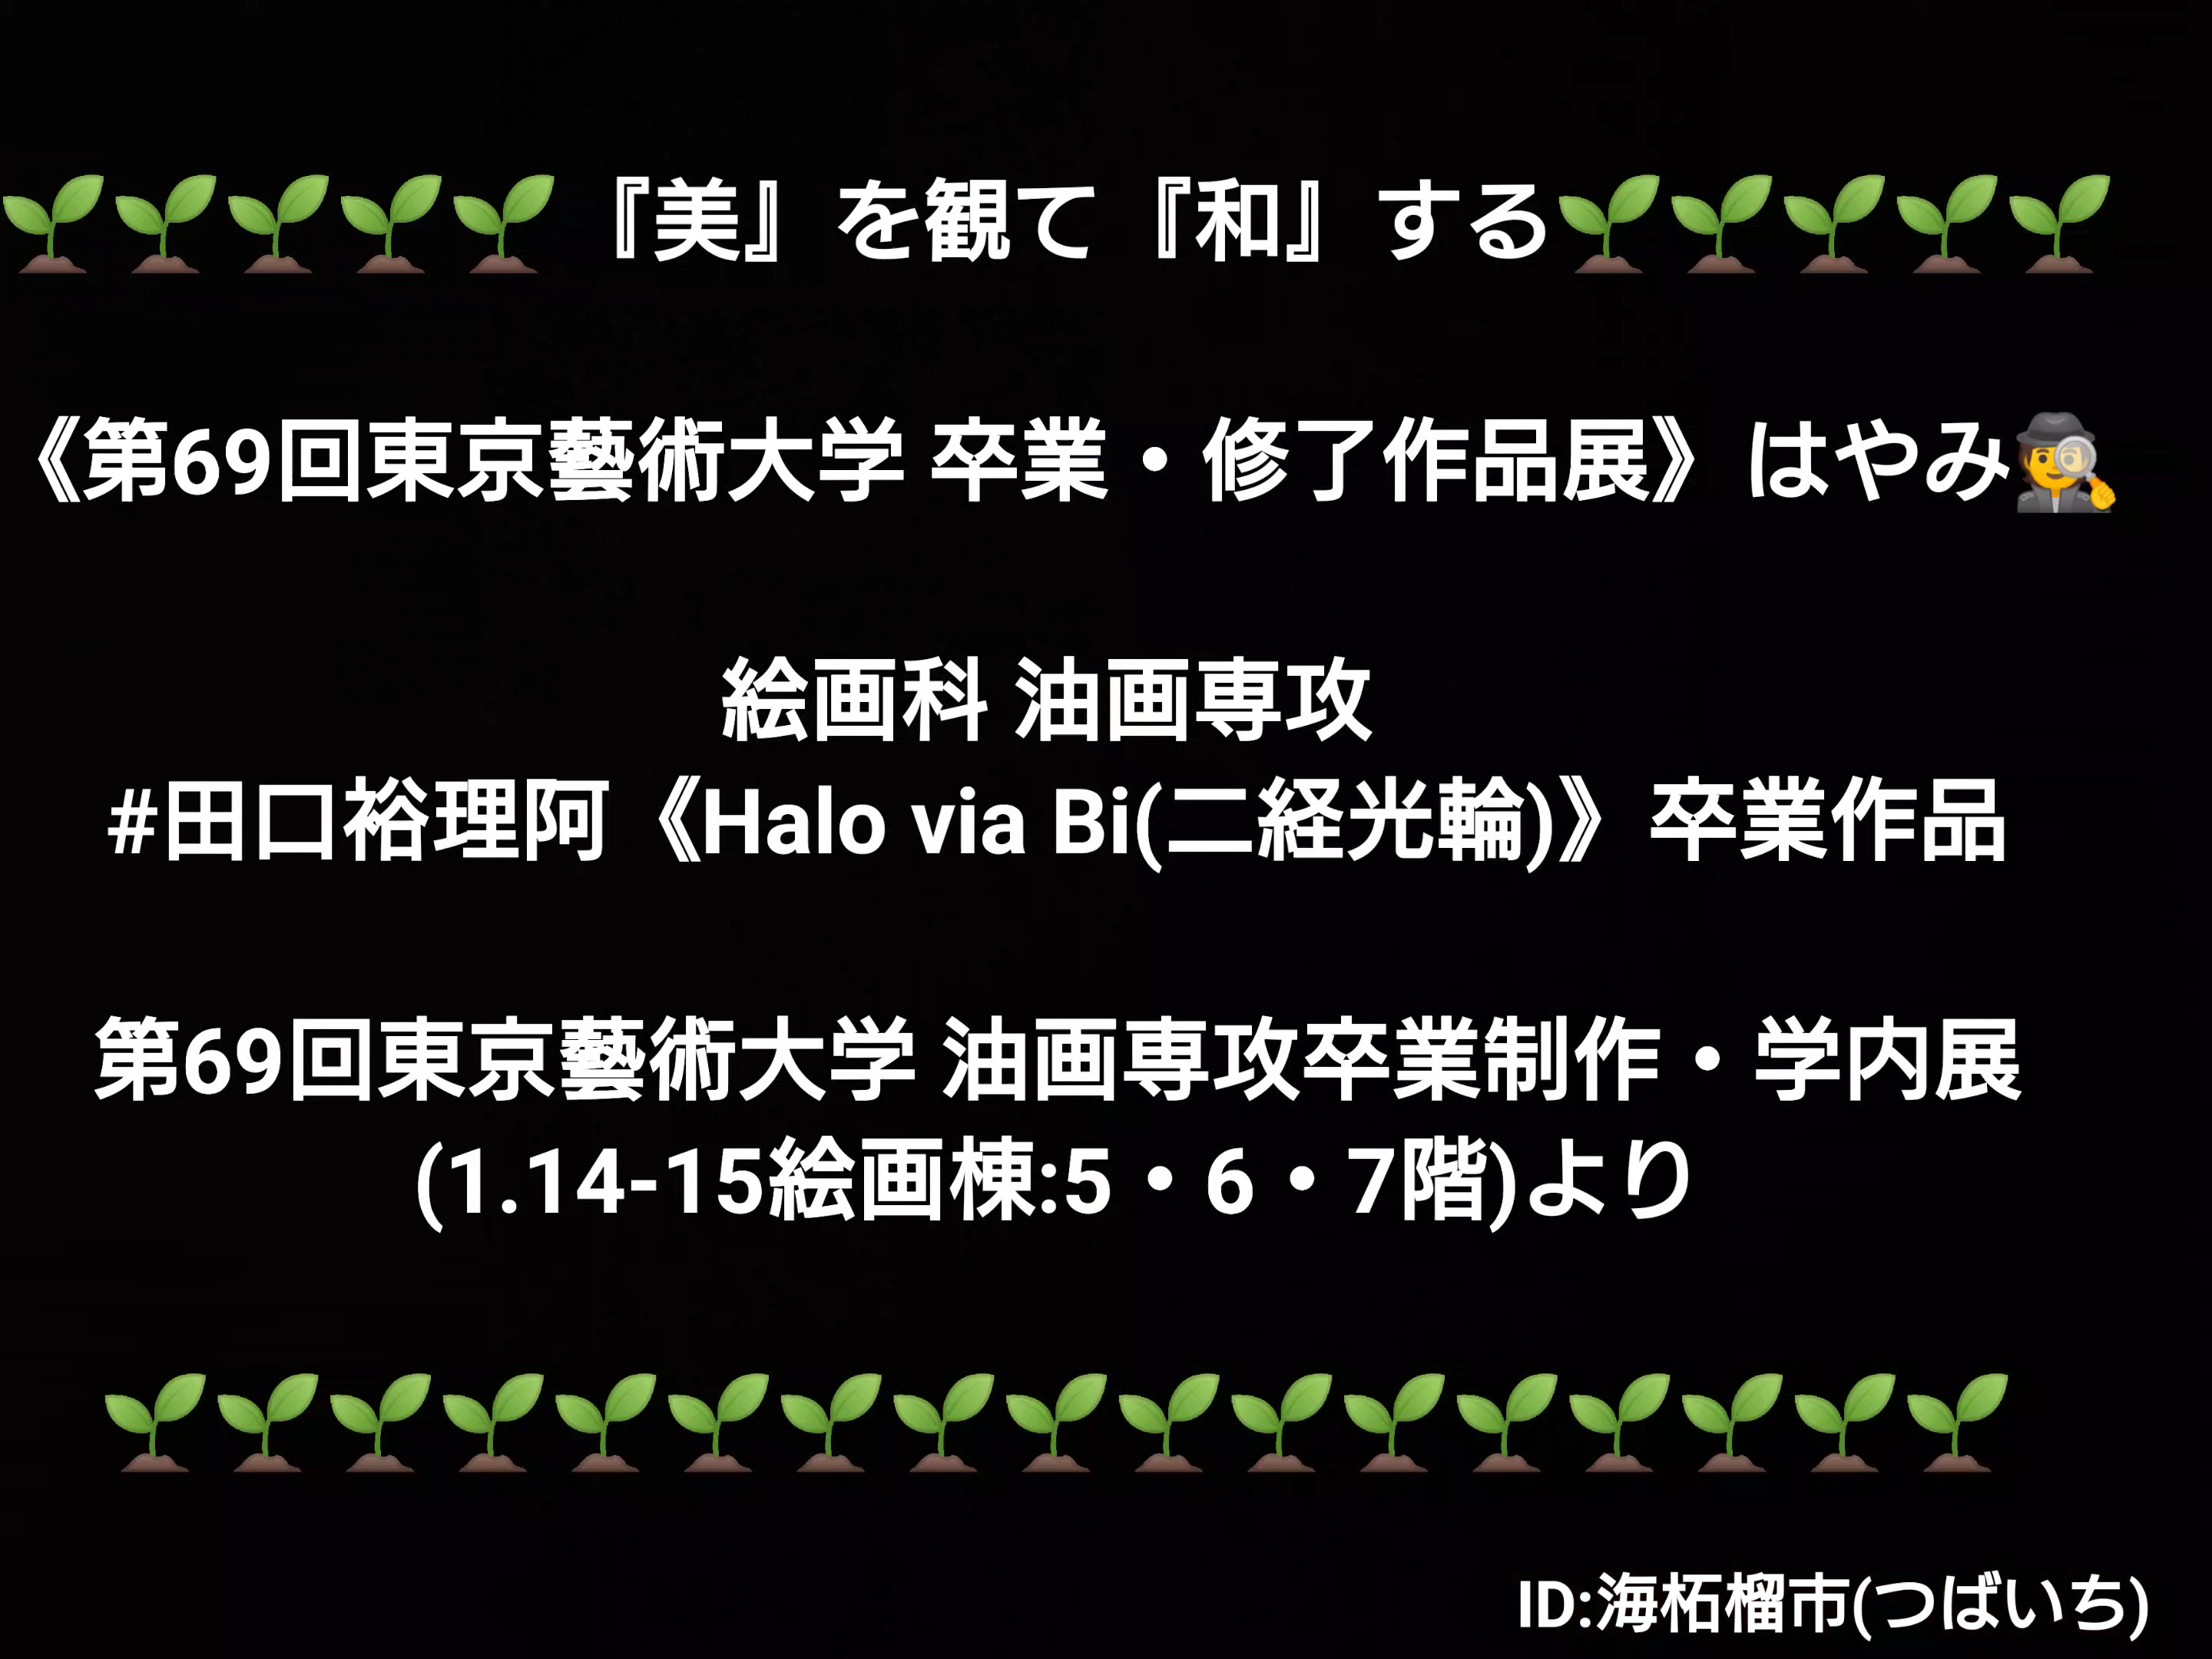 🌱🌱🌱🌱🌱『美』を観て『和』する🌱🌱🌱🌱🌱
《第69回東京藝術大学 卒業・修了作品展》はやみ🕵
絵画科 油画専攻
#田口裕理阿《Halo via Bi(二経光輪)》卒業作品
第69回東京藝術大学 油画専攻卒業制作・学内展
(1.14-15絵画棟:5・6・7階)より
🌱🌱🌱🌱🌱🌱🌱🌱🌱🌱🌱🌱🌱🌱🌱🌱🌱
ID:海柘榴市(つばいち)